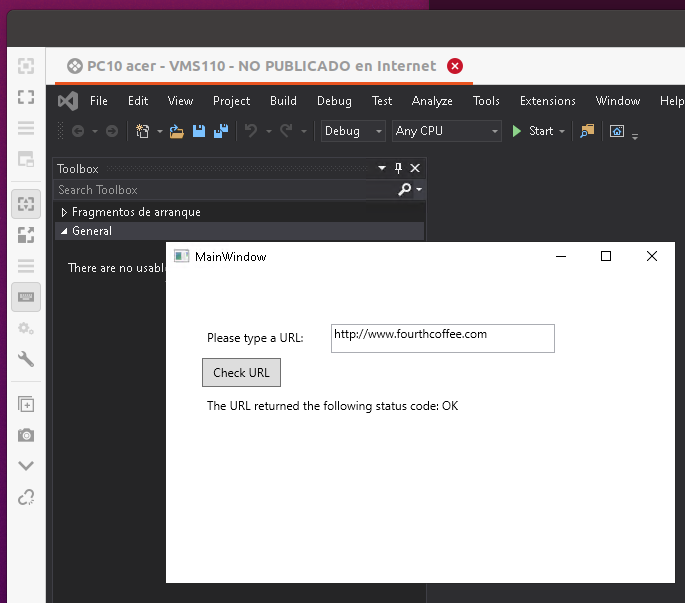 PC10 acer - VMS110 - NO PUBLICADO en Internet
File Edit View Project Build Debug Test Analyze Tools Extensions Window Help
Debug Any CPU Start
Toolbox
Search Toolbox
Fragmentos de arranque
General
There are no
MainWindow
Please type a URL: http://www.fourthcoffee.com
Check URL
The URL returned the following status code: OK